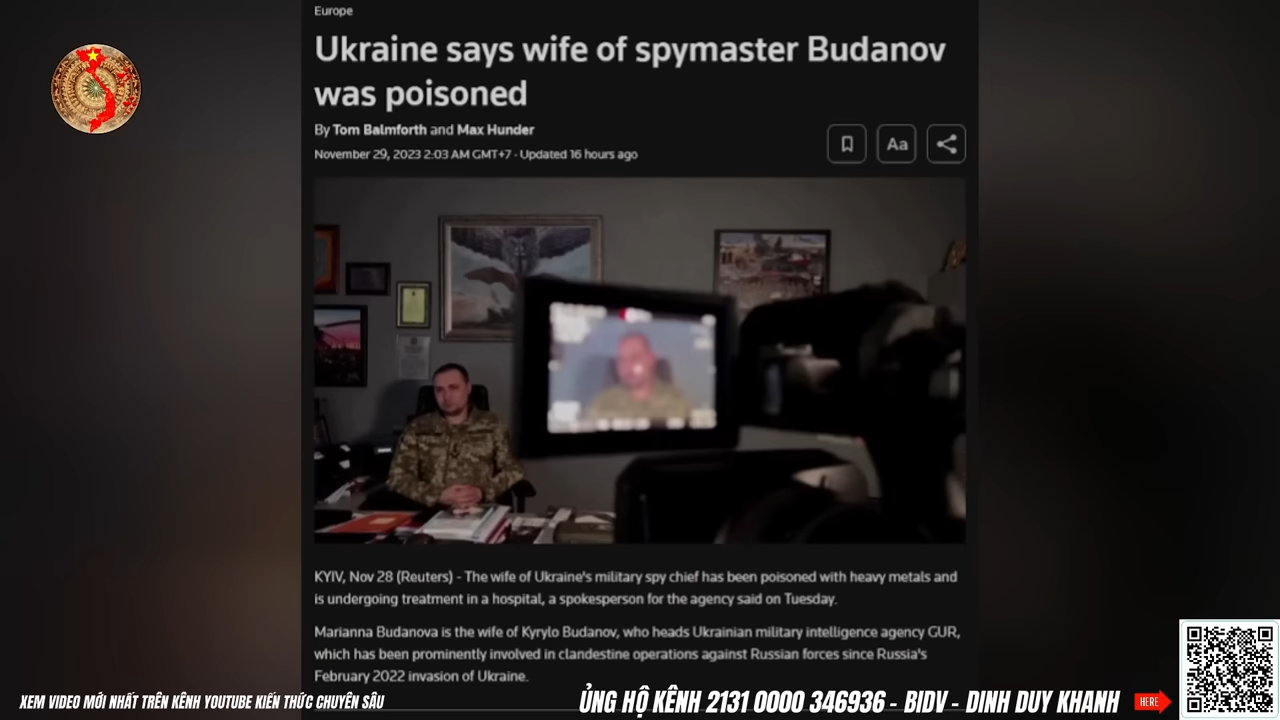 Europe
Ukraine says wife of spymaster Budanov
was poisoned
By Tom Balmforth and Max Hunder
November 29, 2023 2:03 AM GMT+7 · Updated 16 hours ago
Aa
KYIV, Nov 28 (Reuters) - The wife of Ukraine's military spy chief has been poisoned with heavy metals and
is undergoing treatment in a hospital, a spokesperson for the agency said on Tuesday.
Marianna Budanova is the wife of Kyrylo Budanov, who heads Ukrainian military intelligence agency GUR,
which has been prominently involved in clandestine operations against Russian forces since Russia's
February 2022 invasion of Ukraine.
XEM VIDEO MỚI NHẤT TRÊN KÊNH YOUTUBE KIẾN THỨC CHUYÊN SÂU
ỦNG HỘ KÊNH 2131 0000 346936 - BIDV - DINH DUY KHANH
HERE